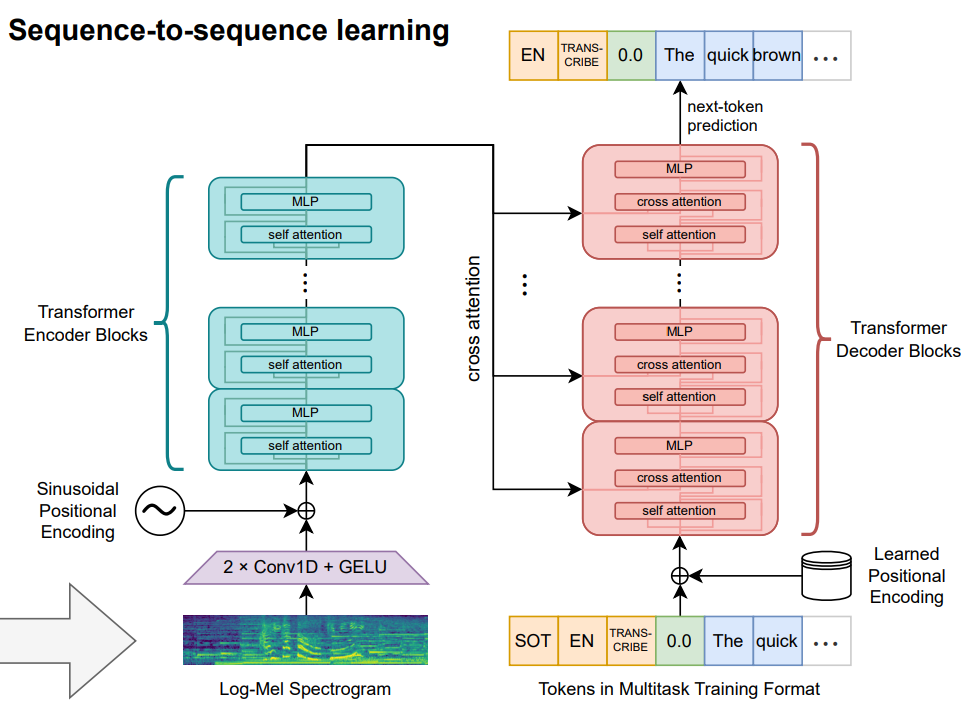 Sequence-to-sequence learning
EN
TRANS-
CRIBE
0.0
The
quick
brown
...
next-token
prediction
MLP
self attention
MLP
self attention
MLP
self attention
Transformer
Encoder Blocks
cross attention
MLP
cross attention
self attention
MLP
cross attention
self attention
MLP
cross attention
self attention
Transformer
Decoder Blocks
Sinusoidal
Positional
Encoding
2 × Conv1D + GELU
Log-Mel Spectrogram
Learned
Positional
Encoding
SOT
EN
TRANS-
CRIBE
0.0
The
quick
...
Tokens in Multitask Training Format